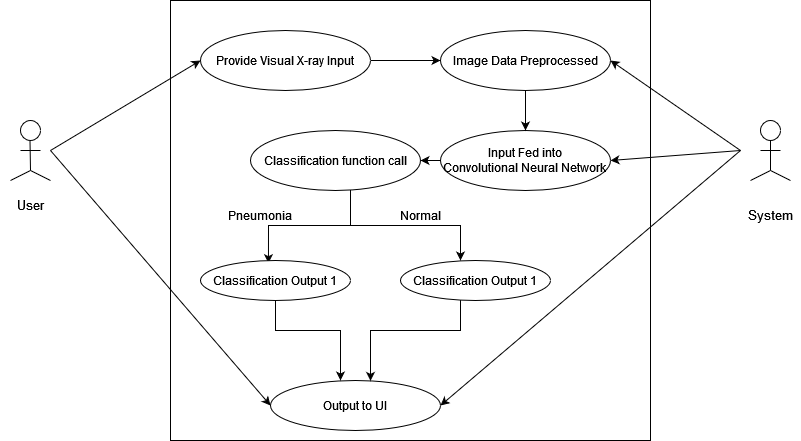 Provide Visual X-ray Input
Image Data Preprocessed
Classification function call
Input Fed into
Convolutional Neural Network
User
System
Pneumonia
Normal
Classification Output 1
Classification Output 1
Output to UI